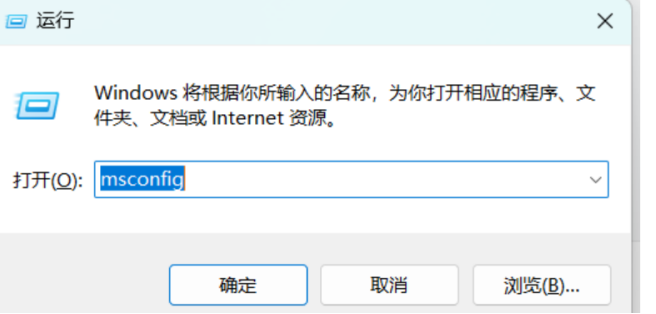 运行
Windows 将根据你所输入的名称，为你打开相应的程序、文
件夹、文档或 Internet 资源。
打开(O): msconfig
确定 取消 浏览(B)...